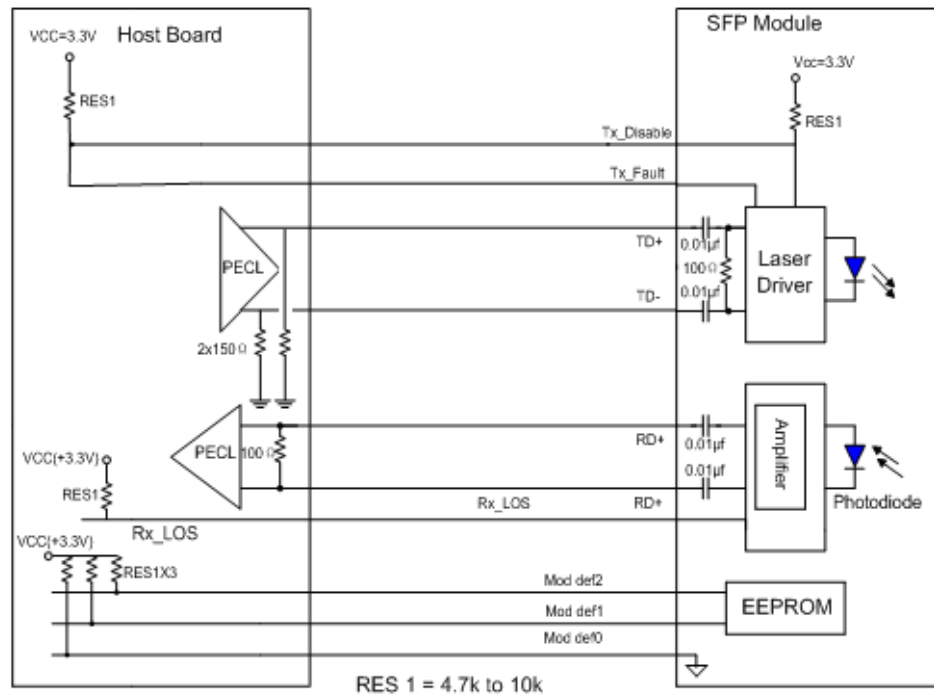 Host Board
SFP Module
VCC=3.3V
Vcc=3.3V
RES1
RES1
Tx_Disable
Tx_Fault
PECL
TD+
0.01µf
100Ω
Laser
Driver
TD-
0.01µf
2x150Ω
PECL
100Ω
RD+
0.01µf
Amplifier
VCC(+3.3V)
0.01µf
RES1
Rx_LOS
RD+
Photodiode
Rx_LOS
VCC(+3.3V)
RES1X3
Mod def2
EEPROM
Mod def1
Mod def0
RES 1 = 4.7k to 10k